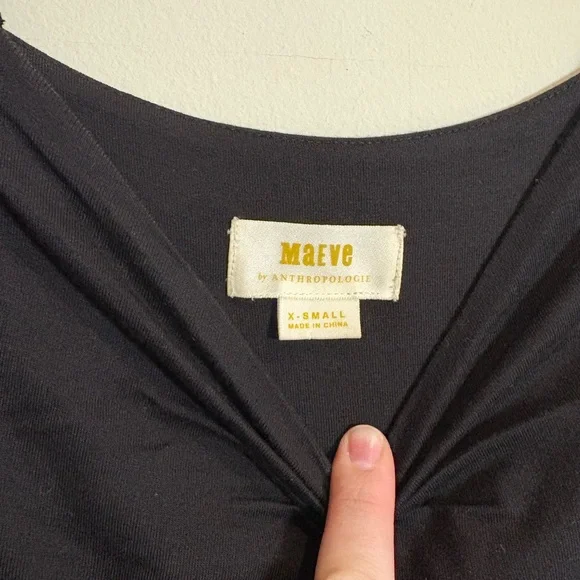 Maeve
by ANTHROPOLOGIE
X-SMALL
MADE IN CHINA